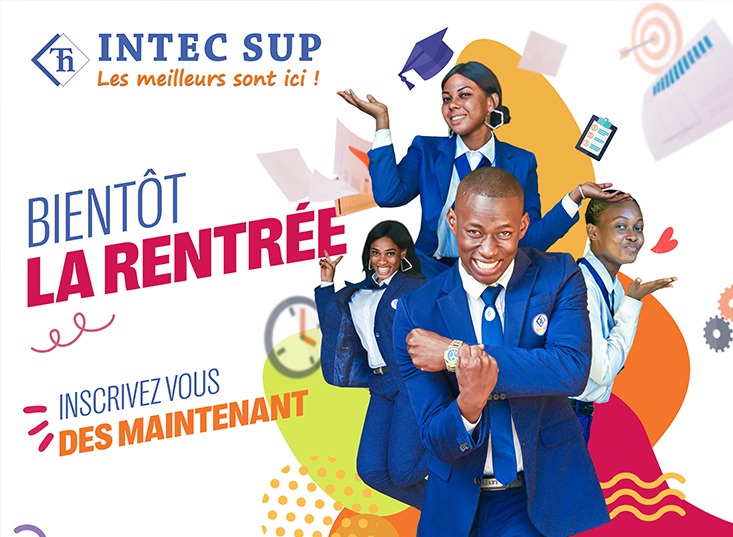 INTEC SUP
Les meilleurs sont ici !
BIENTÔT
LA RENTRÉE
INSCRIVEZ VOUS
DES MAINTENANT